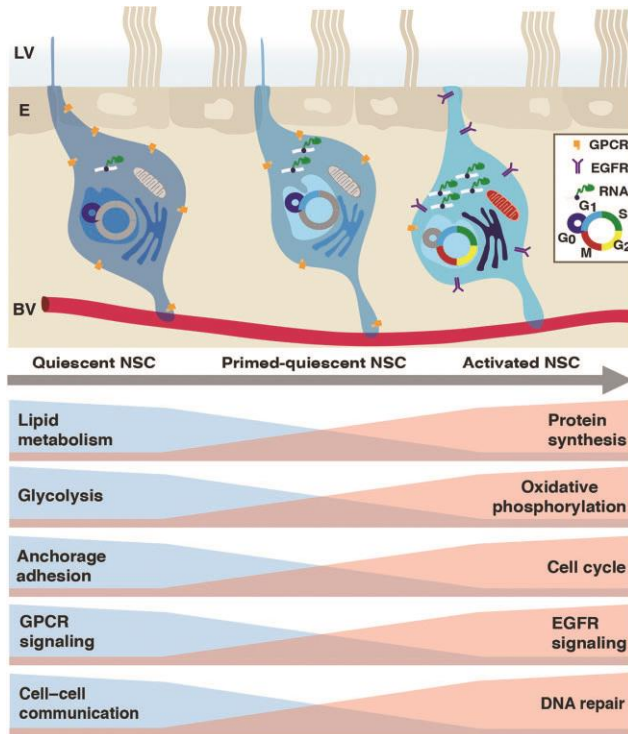 LV
E
GPCR
EGFR
RNA
G1
S
G0
G2
M
BV
Quiescent NSC
Primed-quiescent NSC
Activated NSC
Lipid
metabolism
Protein
synthesis
Glycolysis
Oxidative
phosphorylation
Anchorage
adhesion
Cell cycle
GPCR
signaling
EGFR
signaling
Cell–cell
communication
DNA repair